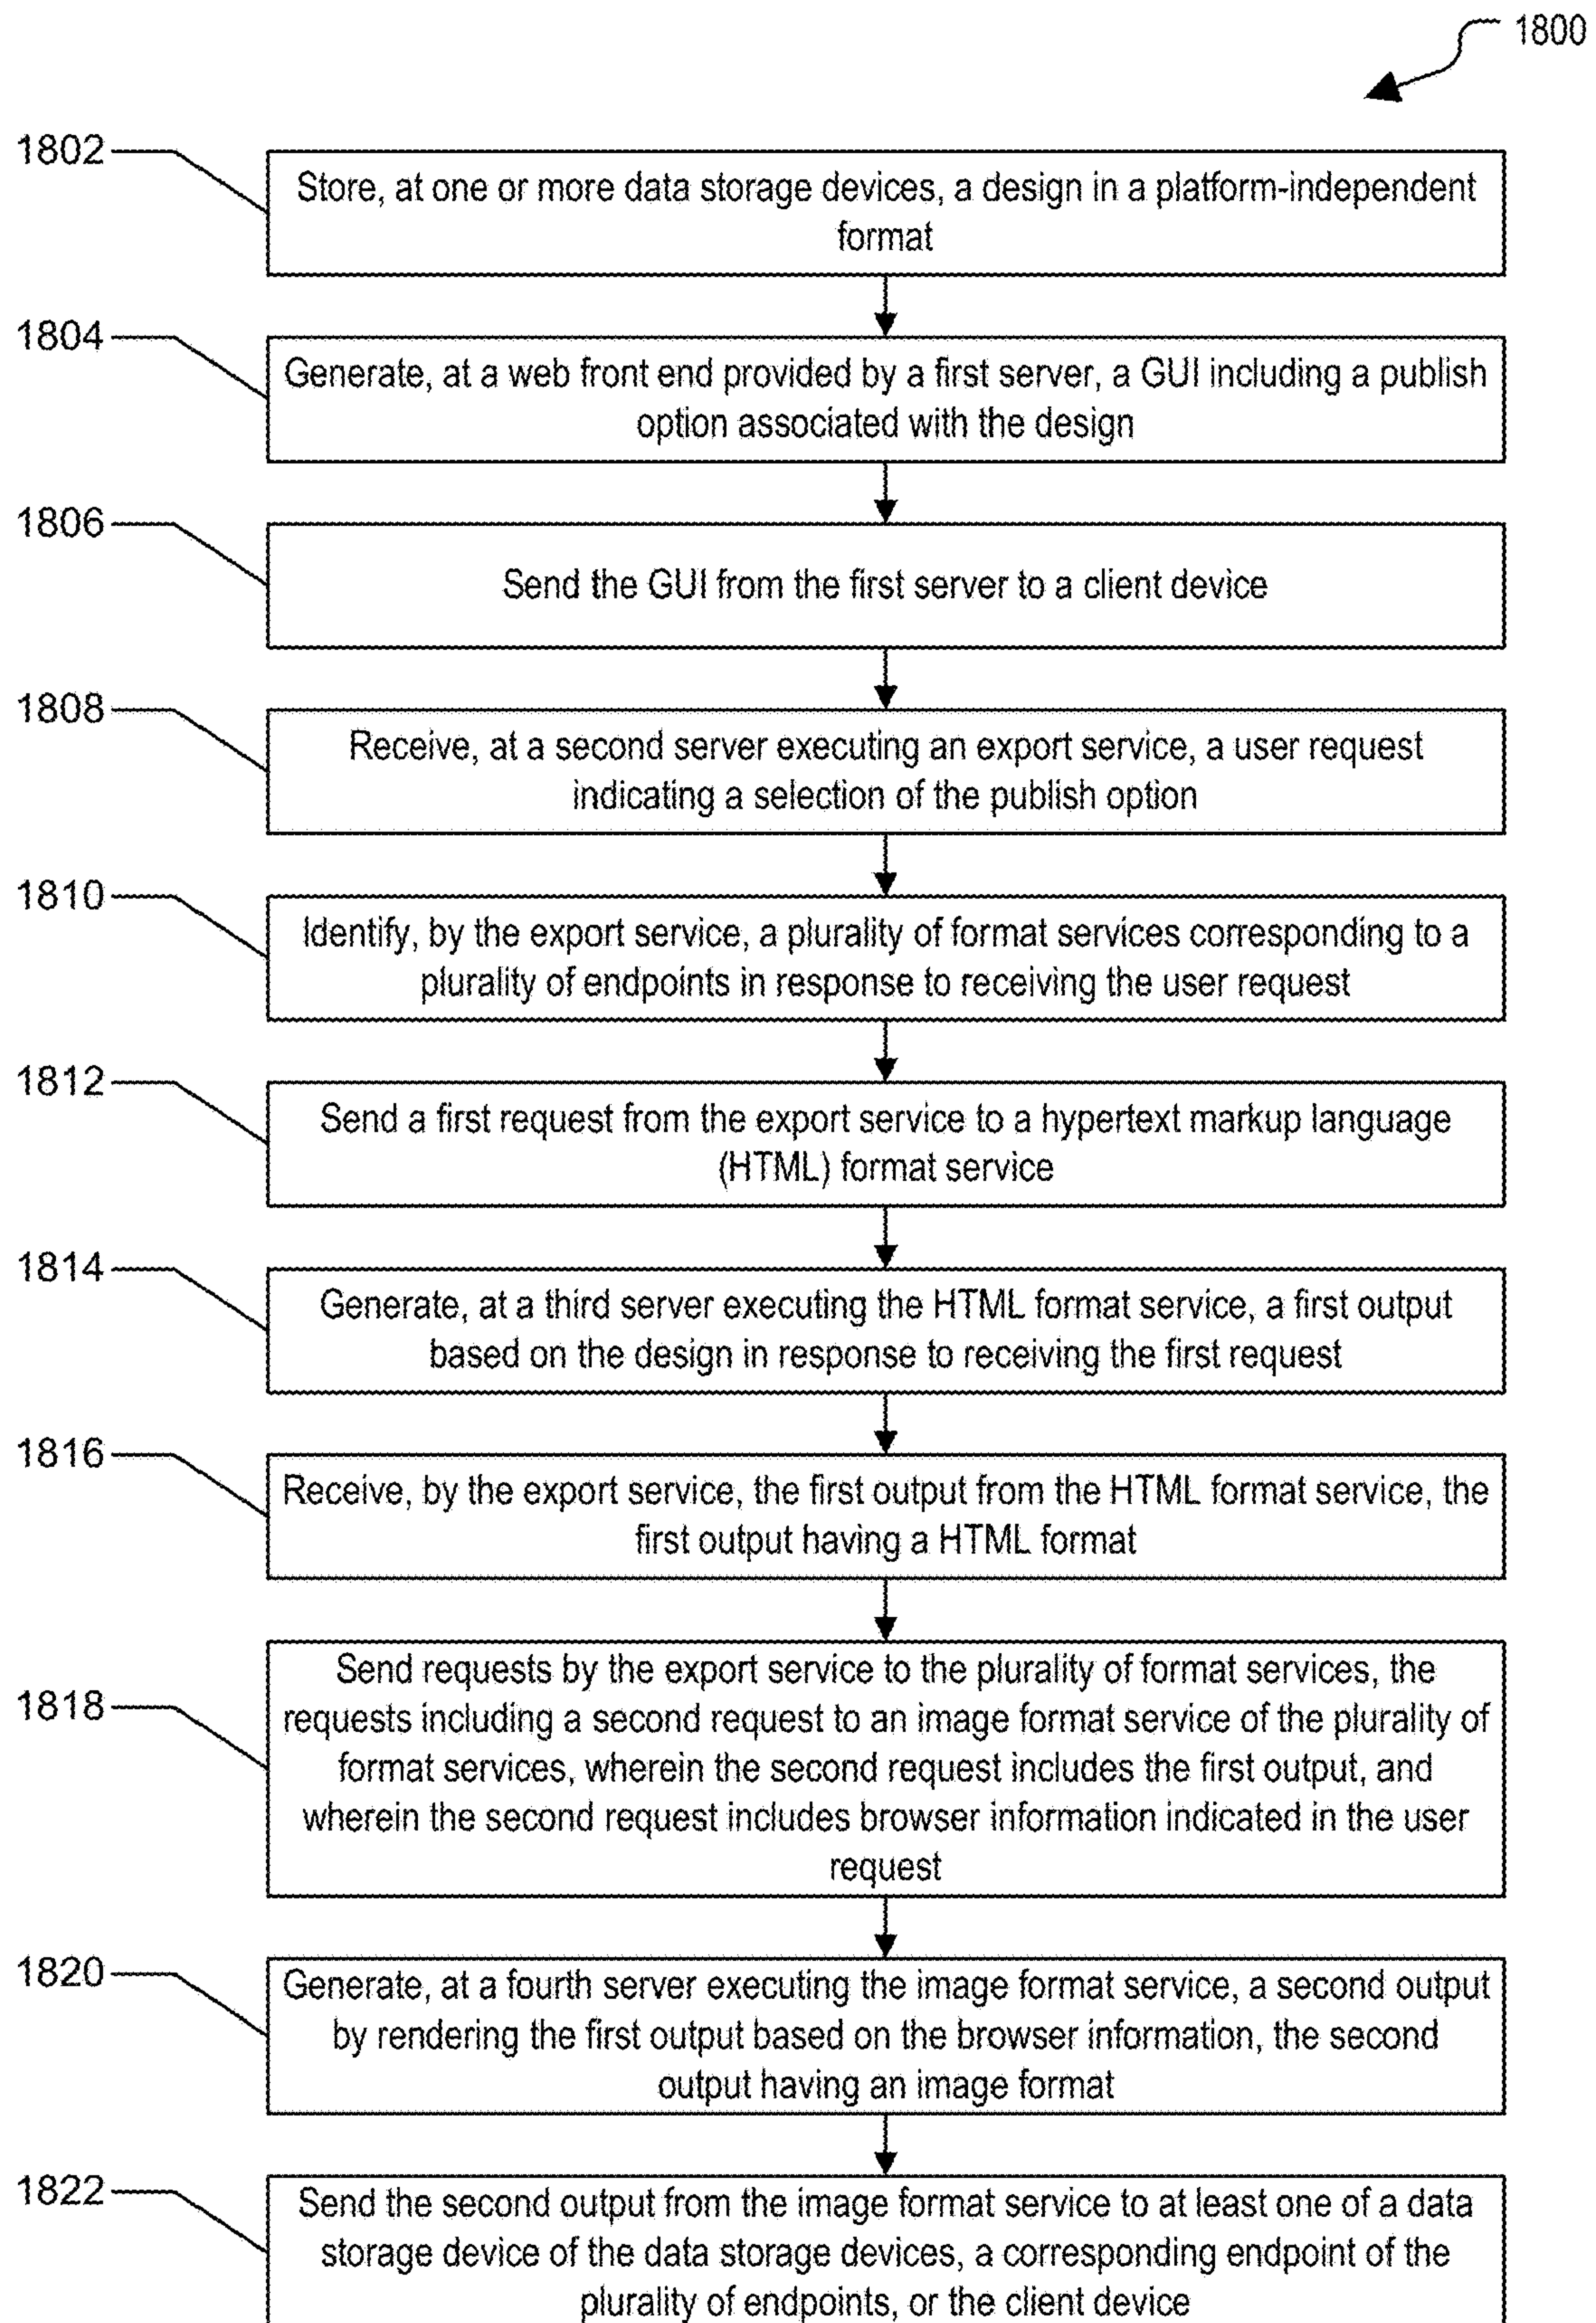 1800
1802
Store, at one or more data storage devices, a design in a platform-independent
format
1804
Generate, at a web front end provided by a first server, a GUI including a publish
option associated with the design
1806
Send the GUI from the first server to a client device
1808
Receive, at a second server executing an export service, a user request
indicating a selection of the publish option
1810
Identify, by the export service, a plurality of format services corresponding to a
plurality of endpoints in response to receiving the user request
1812
Send a first request from the export service to a hypertext markup language
(HTML) format service
1814
Generate, at a third server executing the HTML format service, a first output
based on the design in response to receiving the first request
1816
Receive, by the export service, the first output from the HTML format service, the
first output having a HTML format
1818
Send requests by the export service to the plurality of format services, the
requests including a second request to an image format service of the plurality of
format services, wherein the second request includes the first output, and
wherein the second request includes browser information indicated in the user
request
1820
Generate, at a fourth server executing the image format service, a second output
by rendering the first output based on the browser information, the second
output having an image format
1822
Send the second output from the image format service to at least one of a data
storage device of the data storage devices, a corresponding endpoint of the
plurality of endpoints, or the client device